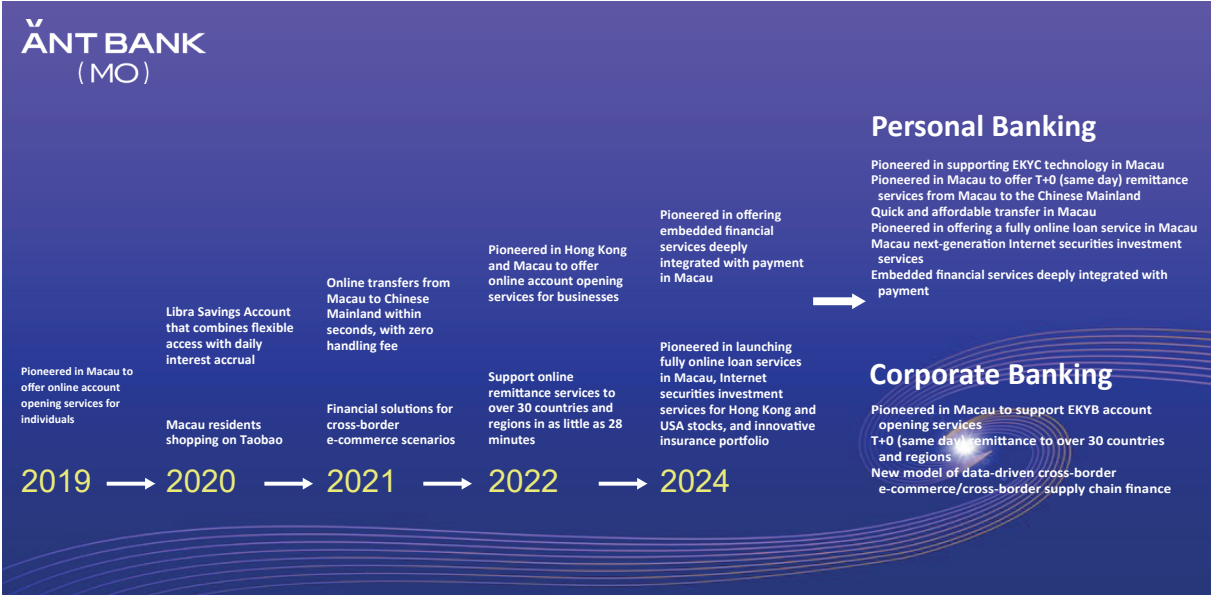 ǍNT BANK
(MO)
Pioneered in Macau to
offer online account
opening services for
individuals
2019
Libra Savings Account
that combines flexible
access with daily
interest accrual
Macau residents
shopping on Taobao
2020
Online transfers from
Macau to Chinese
Mainland within
seconds, with zero
handling fee
Financial solutions for
cross-border
e-commerce scenarios
2021
Pioneered in Hong Kong
and Macau to offer
online account opening
services for businesses
Support online
remittance services to
over 30 countries and
regions in as little as 28
minutes
2022
Pioneered in offering
embedded financial
services deeply
integrated with payment
in Macau
Pioneered in launching
fully online loan services
in Macau, Internet
securities investment
services for Hong Kong and
USA stocks, and innovative
insurance portfolio
2024
Personal Banking
Pioneered in supporting EKYC technology in Macau
Pioneered in Macau to offer T+0 (same day) remittance
services from Macau to the Chinese Mainland
Quick and affordable transfer in Macau
Pioneered in offering a fully online loan service in Macau
Macau next-generation Internet securities investment
services
Embedded financial services deeply integrated with
payment
Corporate Banking
Pioneered in Macau to support EKYB account
opening services
T+0 (same day) remittance to over 30 countries
and regions
New model of data-driven cross-border
e-commerce/cross-border supply chain finance